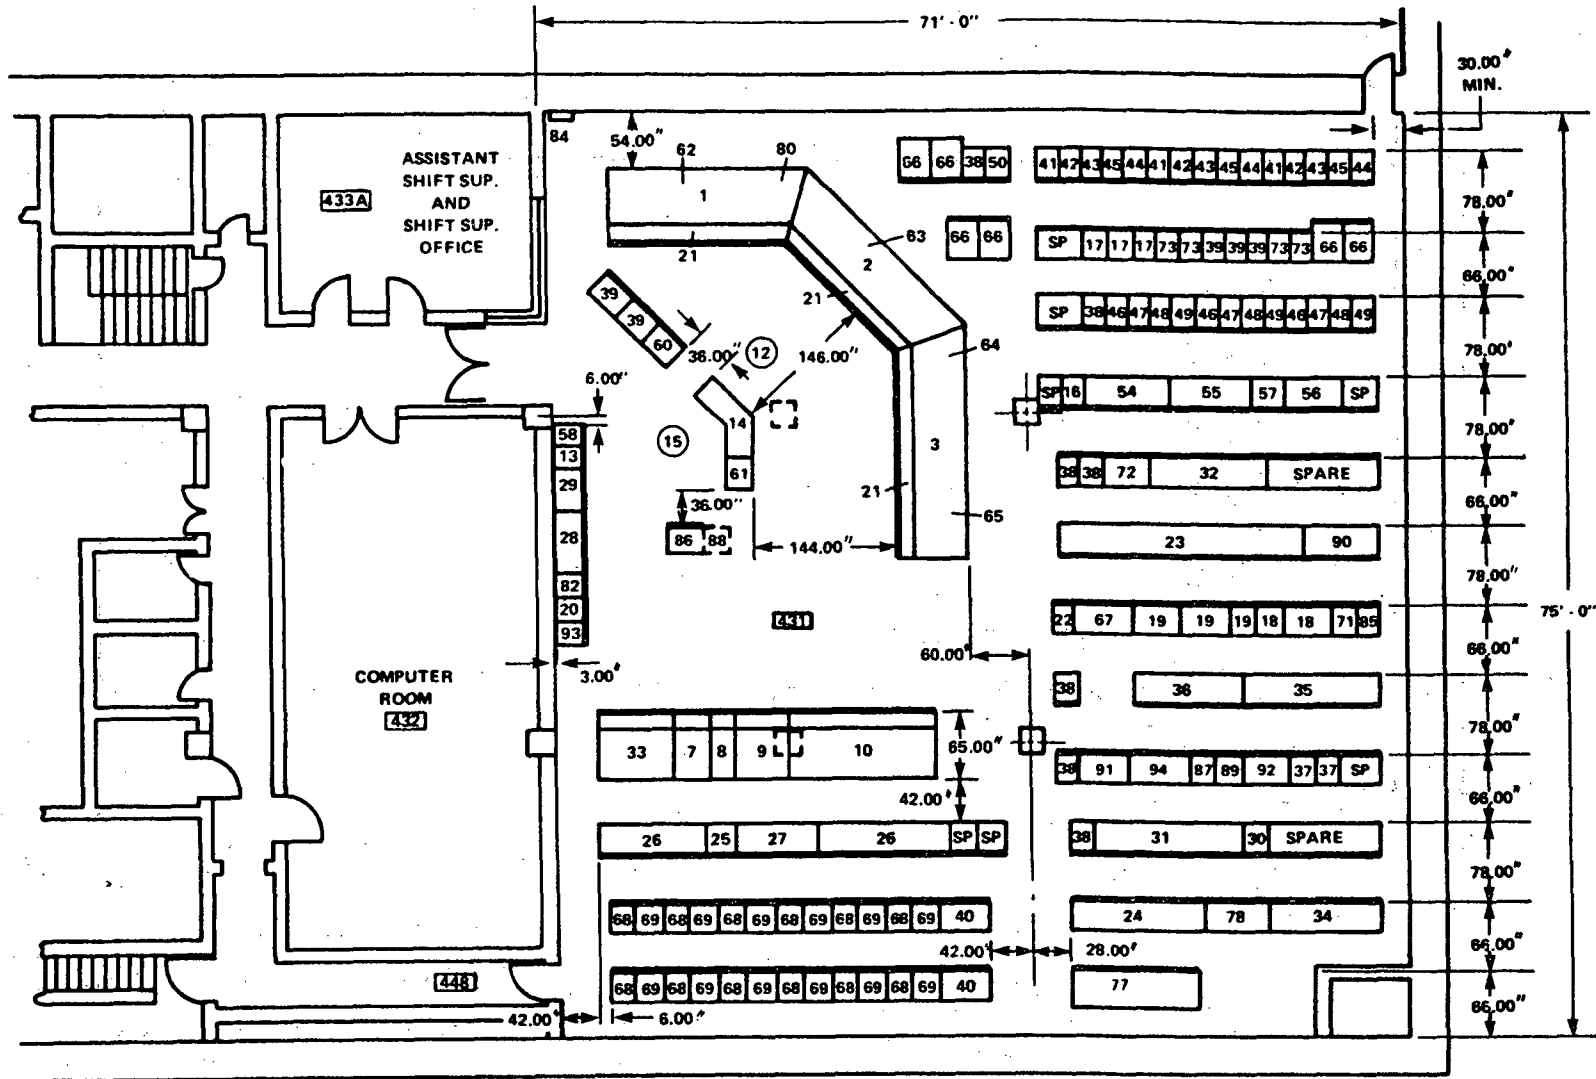 71'-0"
30.00"
MIN.
84
54.00"
62
80
66 66 38 50
41 42 43 45 44 41 42 43 45 44 41 42 43 45 44
ASSISTANT
SHIFT SUP.
AND
SHIFT SUP.
OFFICE
433A
1
21
63
2
21
66 66
SP 17 17 17 73 73 39 39 39 73 73 66 66
78.00"
66.00"
39
39
60
36.00"
12
146.00"
64
SP 38 46 47 48 49 46 47 48 49 46 47 48 49
78.00"
6.00"
14
15
61
3
SP 16 54 55 57 56 SP
78.00"
58
13
29
28
82
20
93
21
65
38 38 72 32 SPARE
66.00"
36.00"
86 88
144.00"
23 90
78.00"
431
22 67 19 19 19 18 18 71 85
75'-0"
66.00"
60.00"
3.00"
COMPUTER
ROOM
432
38 36 35
78.00"
33 7 8 9 10
65.00"
38 91 94 87 89 92 37 37 SP
66.00"
42.00"
26 25 27 26 SP SP
38 31 30 SPARE
78.00"
68 69 68 69 68 69 68 69 68 69 68 69 40
24 78 34
66.00"
42.00"
28.00"
448
68 69 68 69 68 69 68 69 68 69 68 69 40
77
66.00"
42.00"
6.00"